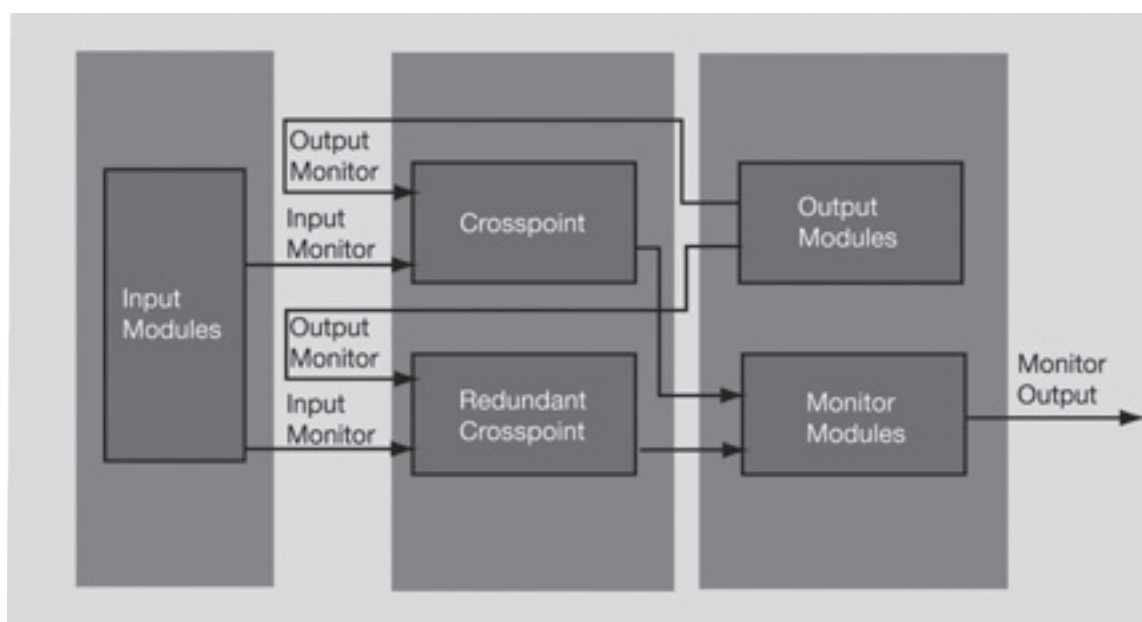 Output
Monitor
Input
Monitor
Input
Modules
Output
Monitor
Input
Monitor
Crosspoint
Redundant
Crosspoint
Output
Modules
Monitor
Modules
Monitor
Output